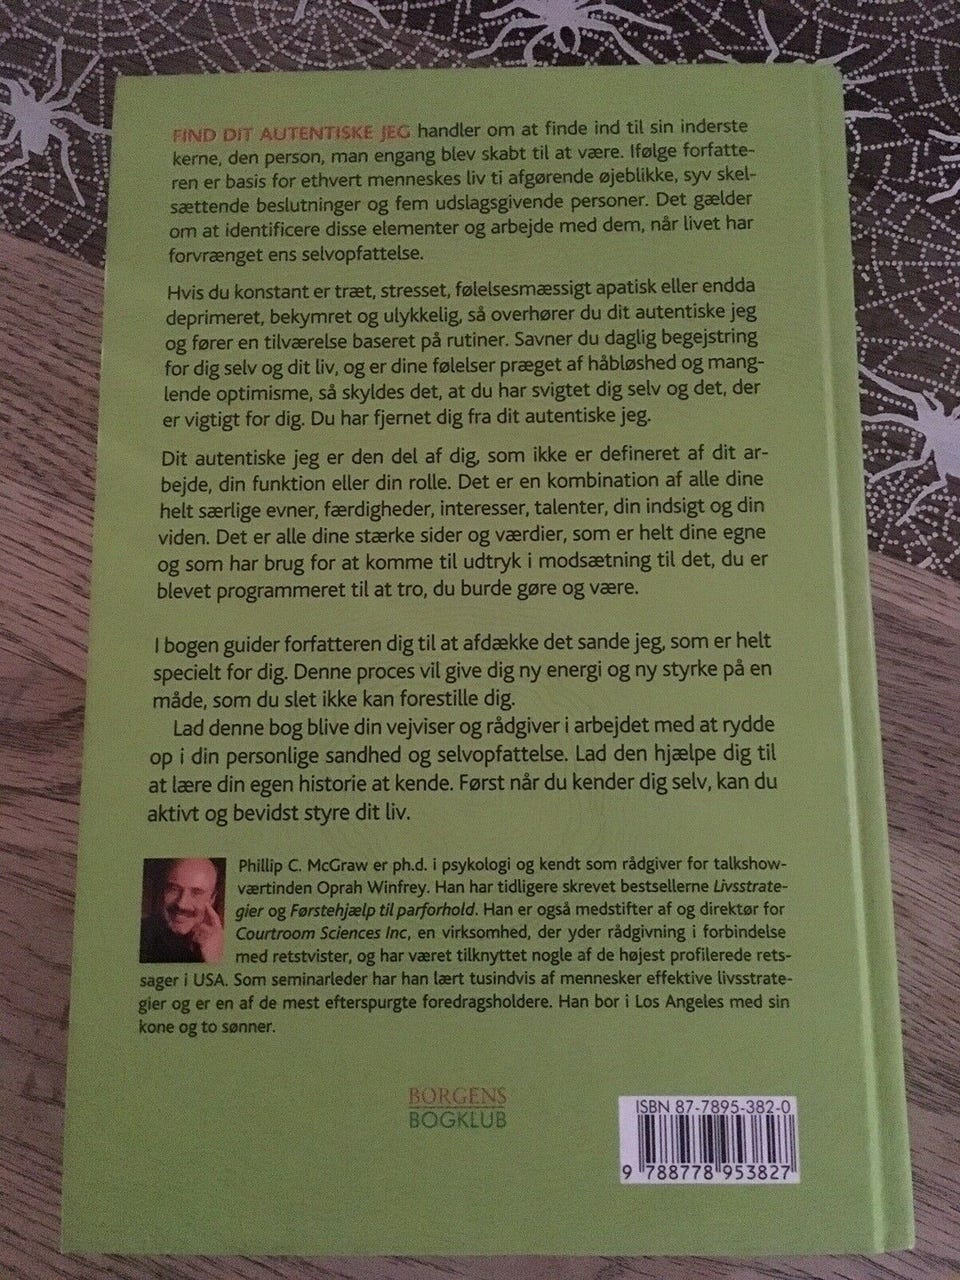 FIND DIT AUTENTISKE JEG handler om at finde ind til sin inderste
kerne, den person, man engang blev skabt til at være. Ifølge forfatte-
ren er basis for ethvert menneskes liv ti afgørende øjeblikke, syv skel-
sættende beslutninger og fem udslagsgivende personer. Det gælder
om at identificere disse elementer og arbejde med dem, når livet har
forvrænget ens selvopfattelse.
Hvis du konstant er træt, stresset, følelsesmæssigt apatisk eller endda
deprimeret, bekymret og ulykkelig, så overhører du dit autentiske jeg
og fører en tilværelse baseret på rutiner. Savner du daglig begejstring
for dig selv og dit liv, og er dine følelser præget af håbløshed og mang-
lende optimisme, så skyldes det, at du har svigtet dig selv og det, der
er vigtigt for dig. Du har fjernet dig fra dit autentiske jeg.
Dit autentiske jeg er den del af dig, som ikke er defineret af dit ar-
bejde, din funktion eller din rolle. Det er en kombination af alle dine
helt særlige evner, færdigheder, interesser, talenter, din indsigt og din
viden. Det er alle dine stærke sider og værdier, som er helt dine egne
og som har brug for at komme til udtryk i modsætning til det, du er
blevet programmeret til at tro, du burde gøre og være.
I bogen guider forfatteren dig til at afdække det sande jeg, som er helt
specielt for dig. Denne proces vil give dig ny energi og ny styrke på en
måde, som du slet ikke kan forestille dig.
Lad denne bog blive din vejviser og rådgiver i arbejdet med at rydde
op i din personlige sandhed og selvopfattelse. Lad den hjælpe dig til
at lære din egen historie at kende. Først når du kender dig selv, kan du
aktivt og bevidst styre dit liv.
Phillip C. McGraw er ph.d. i psykologi og kendt som rådgiver for talkshow-
værtinden Oprah Winfrey. Han har tidligere skrevet bestsellerne Livsstrate-
gier og Førstehjælp til parforhold. Han er også medstifter af og direktør for
Courtroom Sciences Inc, en virksomhed, der yder rådgivning i forbindelse
med retstvister, og har været tilknyttet nogle af de højest profilerede rets-
sager i USA. Som seminarleder har han lært tusindvis af mennesker effektive livsstrate-
gier og er en af de mest efterspurgte foredragsholdere. Han bor i Los Angeles med sin
kone og to sønner.
BORGENS
BOGKLUB
ISBN 87-7895-382-0
9 788778 953827